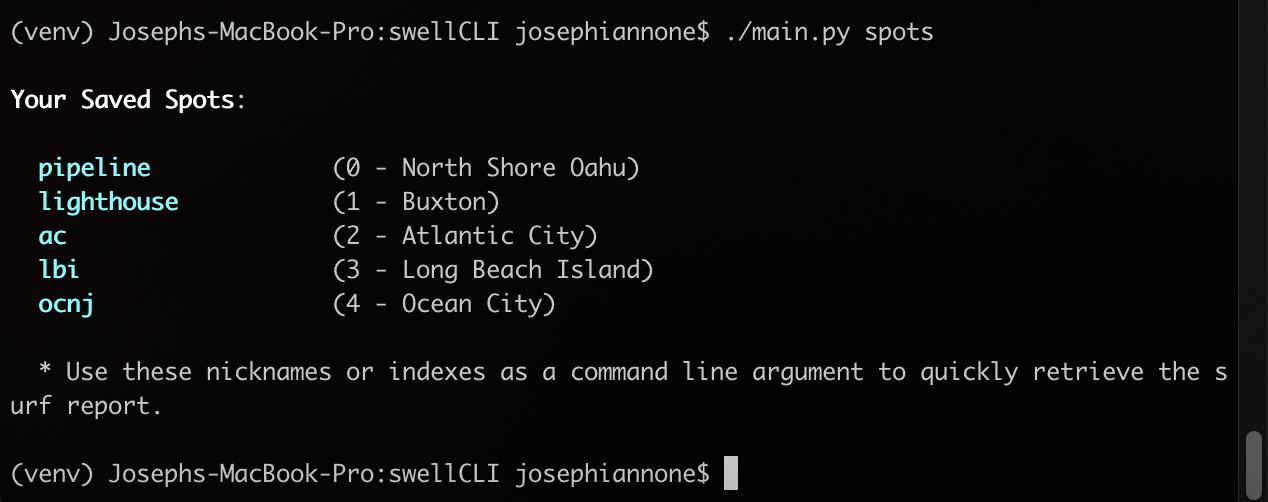 (venv) Josephs-MacBook-Pro:swellCLI josephiannone$ ./main.py spots
Your Saved Spots:
pipeline (0 - North Shore Oahu)
lighthouse (1 - Buxton)
ac (2 - Atlantic City)
lbi (3 - Long Beach Island)
ocnj (4 - Ocean City)
* Use these nicknames or indexes as a command line argument to quickly retrieve the s
urf report.
(venv) Josephs-MacBook-Pro:swellCLI josephiannone$